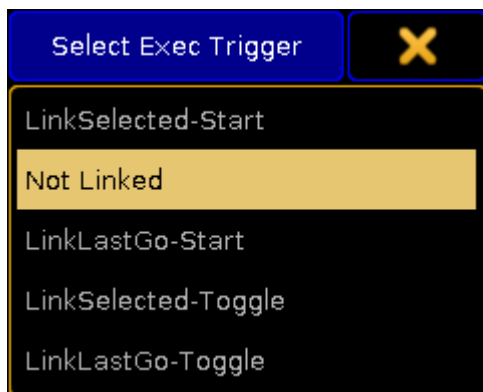 Select Exec Trigger
LinkSelected-Start
Not Linked
LinkLastGo-Start
LinkSelected-Toggle
LinkLastGo-Toggle